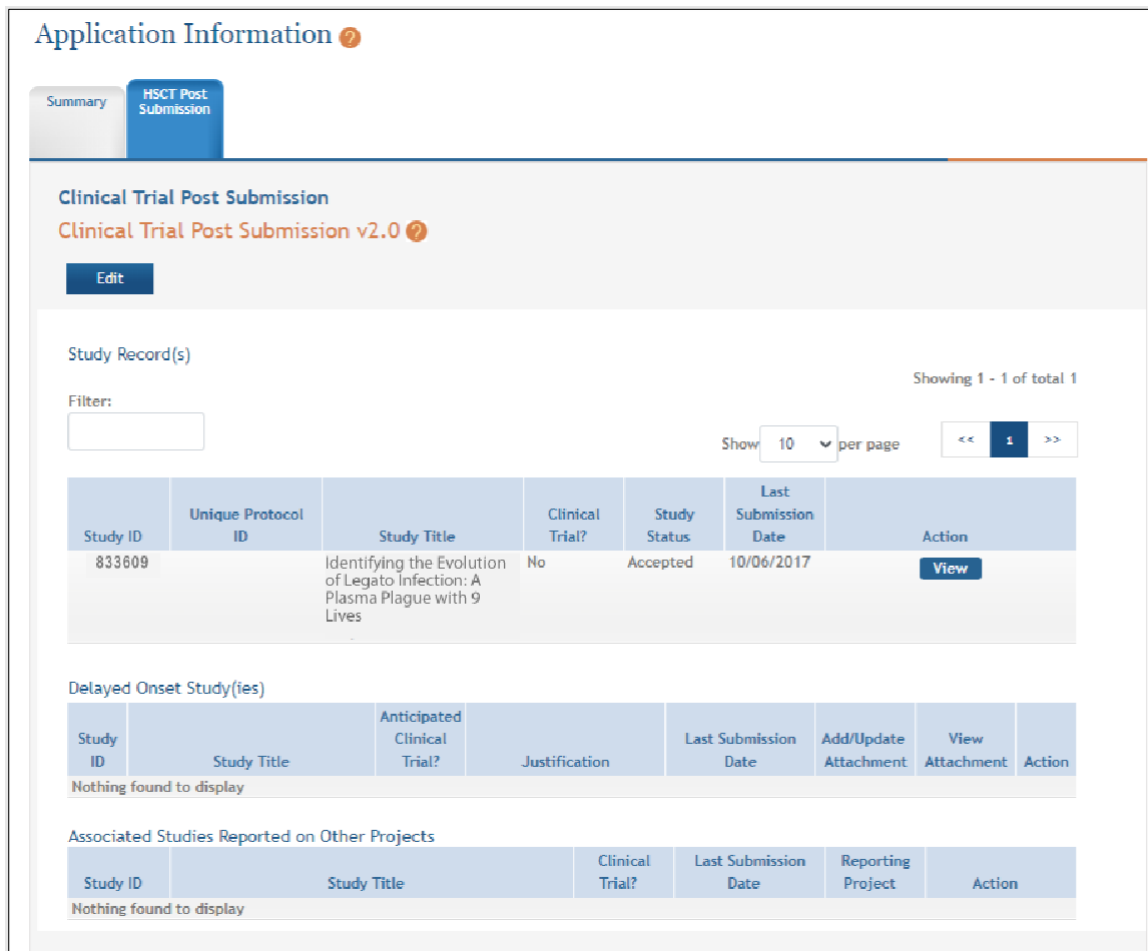 Application Information ?
Summary
HSCT Post
Submission
Clinical Trial Post Submission
Clinical Trial Post Submission v2.0 ?
Edit
Study Record(s)
Showing 1 - 1 of total 1
Filter:
Show 10 per page << 1 >>
Study ID Unique Protocol ID Study Title Clinical Trial? Study Status Last Submission Date Action
833609 Identifying the Evolution No Accepted 10/06/2017 View
of Legato Infection: A
Plasma Plague with 9
Lives
Delayed Onset Study(ies)
Study ID Study Title Anticipated Clinical Trial? Justification Last Submission Date Add/Update Attachment View Attachment Action
Nothing found to display
Associated Studies Reported on Other Projects
Study ID Study Title Clinical Trial? Last Submission Date Reporting Project Action
Nothing found to display